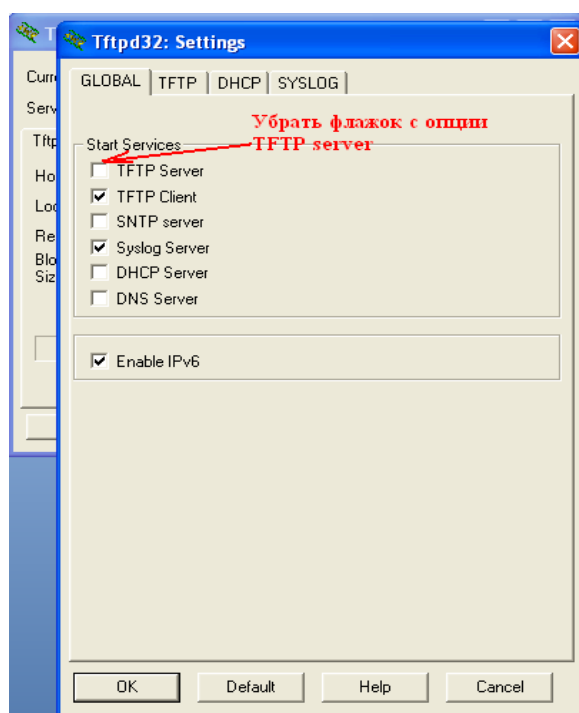 Tftpd32: Settings
GLOBAL TFTP DHCP SYSLOG
Убрать флажок с опции
TFTP server
Start Services
TFTP Server
TFTP Client
SNTP server
Syslog Server
DHCP Server
DNS Server
Enable IPv6
OK Default Help Cancel